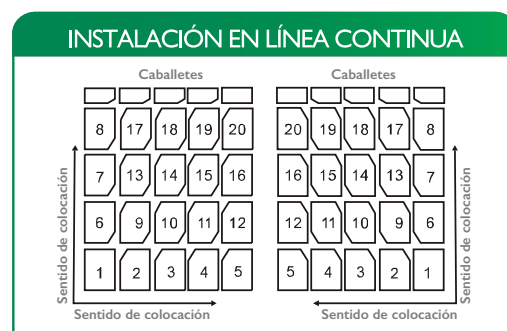 INSTALACIÓN EN LÍNEA CONTINUA
Caballetes
Caballetes
8 17 18 19 20
20 19 18 17 8
7 13 14 15 16
16 15 14 13 7
6 9 10 11 12
12 11 10 9 6
1 2 3 4 5
5 4 3 2 1
Sentido de colocación
Sentido de colocación
Sentido de colocación
Sentido de colocación